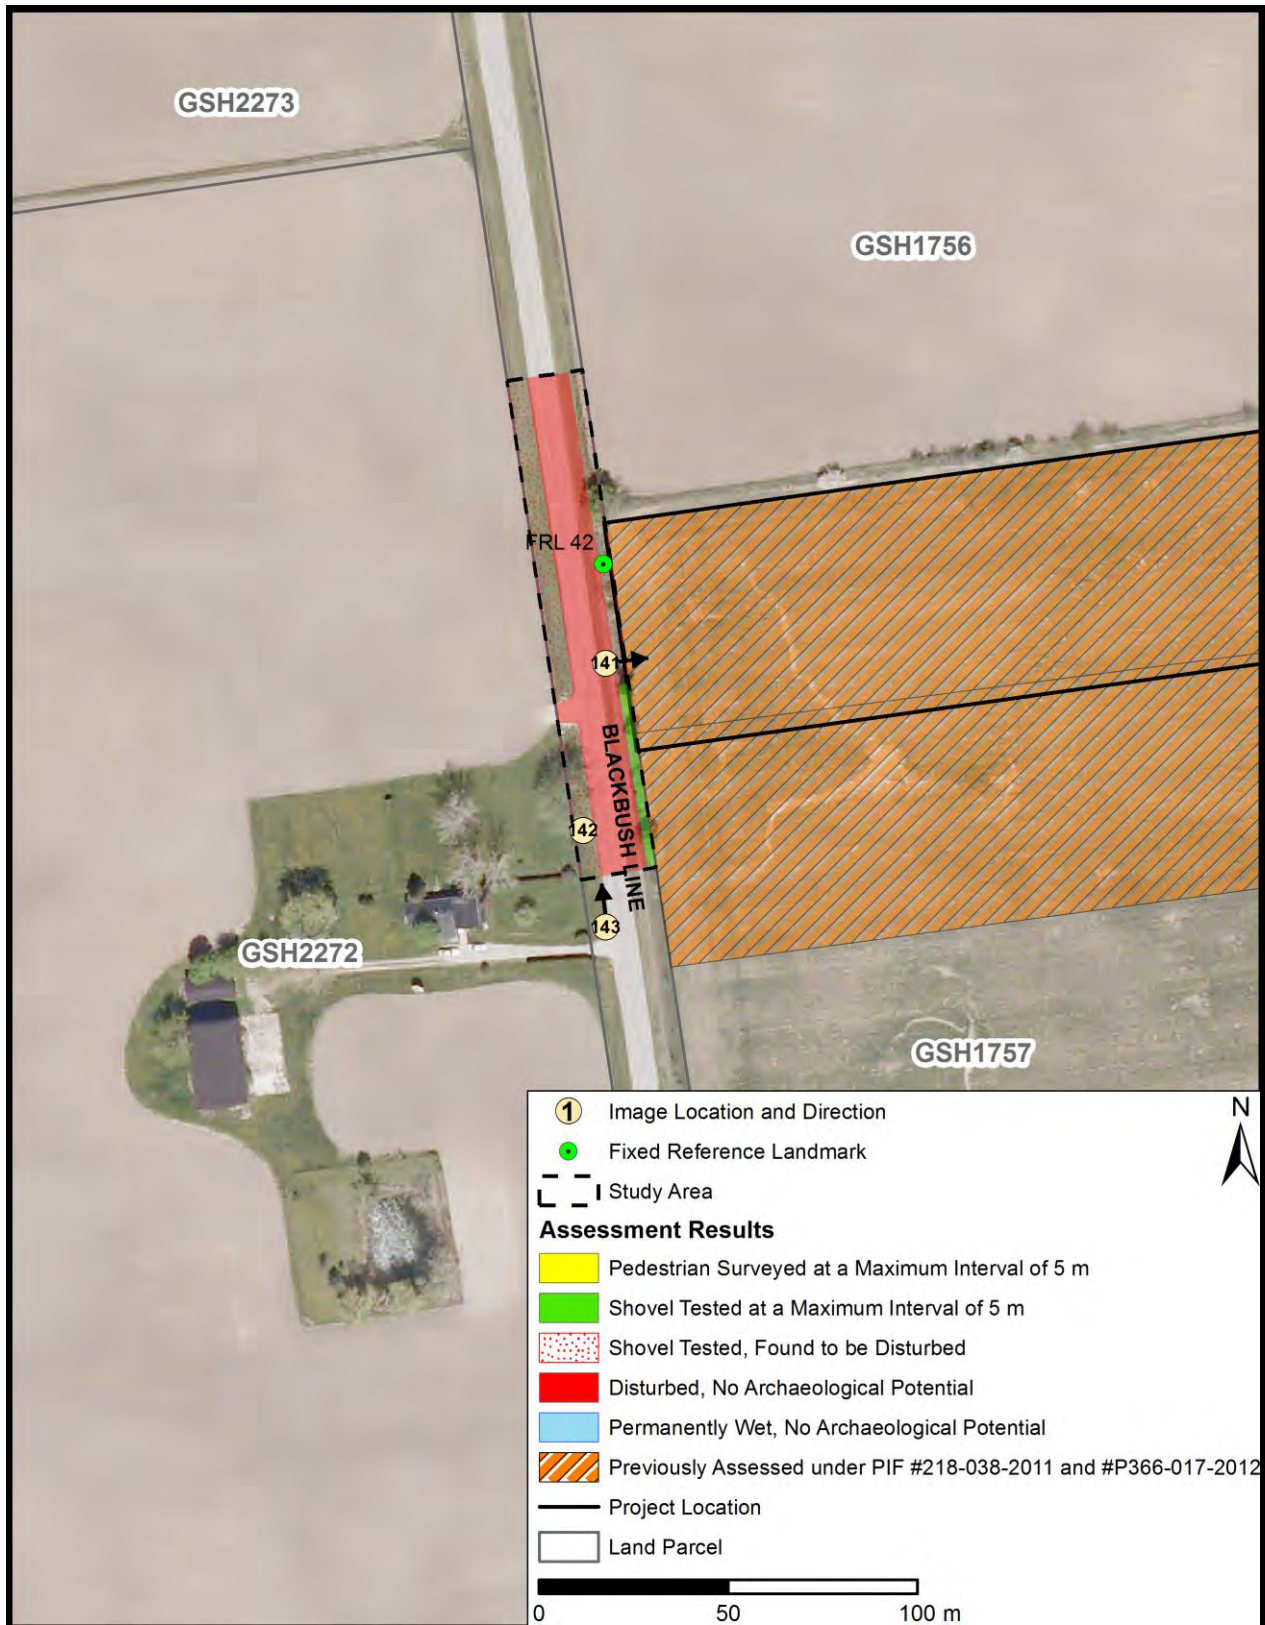 GSH2273
GSH1756
FRL 42
141
BLACKBUSH LINE
142
143
GSH2272
GSH1757
N
1 Image Location and Direction
Fixed Reference Landmark
Study Area
Assessment Results
Pedestrian Surveyed at a Maximum Interval of 5 m
Shovel Tested at a Maximum Interval of 5 m
Shovel Tested, Found to be Disturbed
Disturbed, No Archaeological Potential
Permanently Wet, No Archaeological Potential
Previously Assessed under PIF #218-038-2011 and #P366-017-2012
Project Location
Land Parcel
0 50 100 m